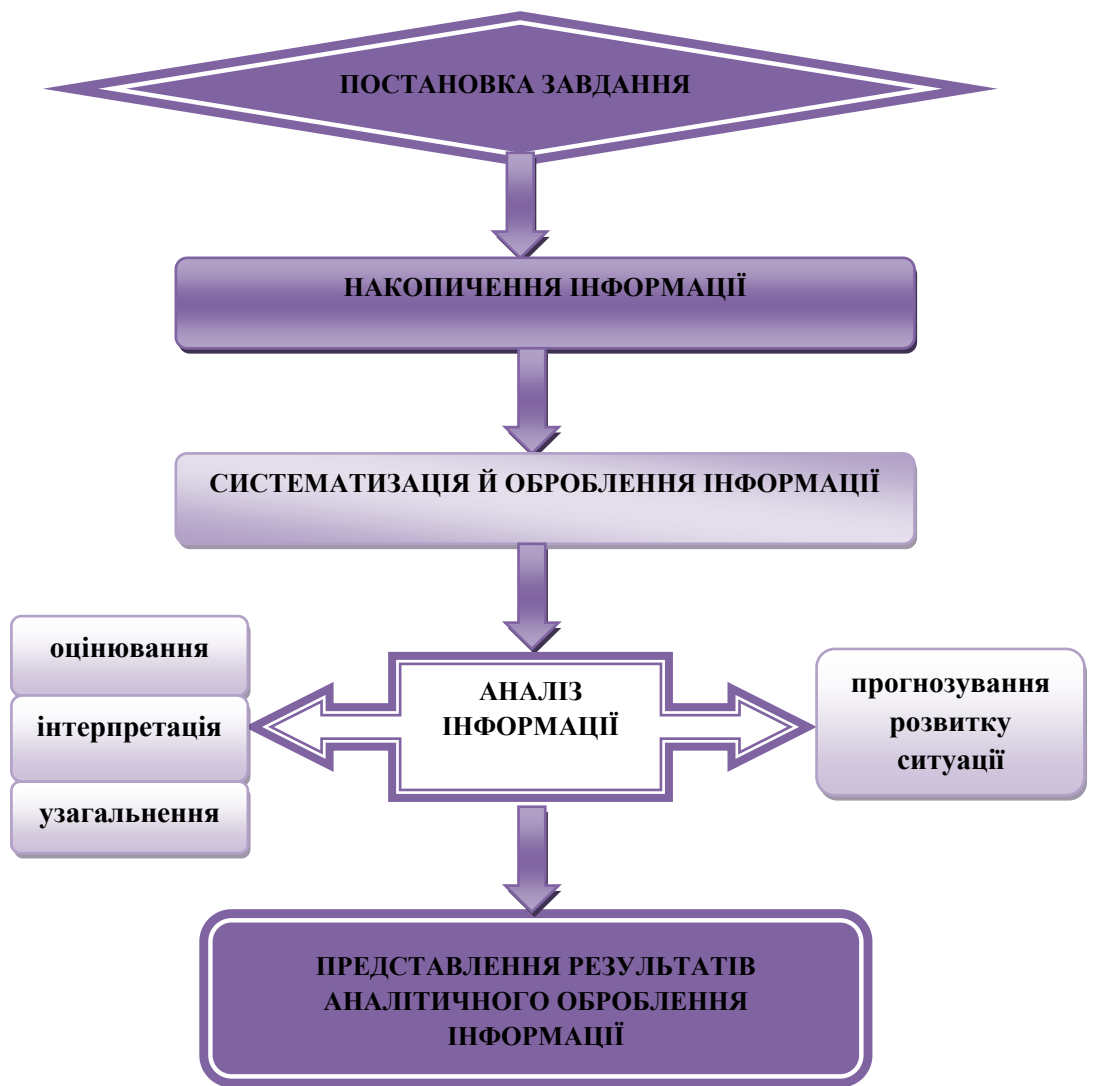 ПОСТАНОВКА ЗАВДАННЯ
НАКОПИЧЕННЯ ІНФОРМАЦІЇ
СИСТЕМАТИЗАЦІЯ Й ОБРОБЛЕННЯ ІНФОРМАЦІЇ
оцінювання
інтерпретація
узагальнення
АНАЛІЗ
ІНФОРМАЦІЇ
прогнозування
розвитку
ситуації
ПРЕДСТАВЛЕННЯ РЕЗУЛЬТАТІВ
АНАЛІТИЧНОГО ОБРОБЛЕННЯ
ІНФОРМАЦІЇ